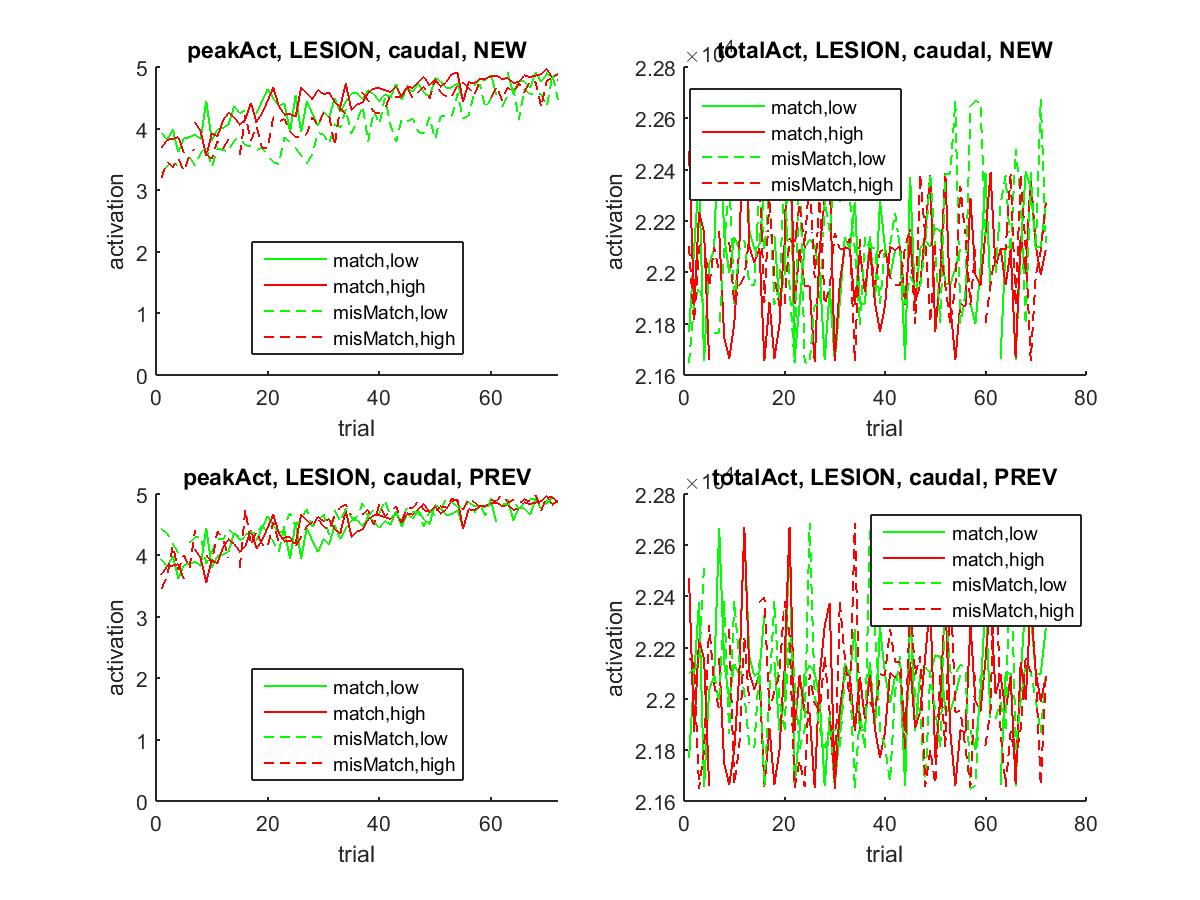 peakAct, LESION, caudal, NEW
5
4
3
2
1
0
activation
match,low
match,high
misMatch,low
misMatch,high
0 20 40 60
trial
totalAct, LESION, caudal, NEW
×10^4
2.28
2.26
2.24
2.22
2.2
2.18
2.16
activation
match,low
match,high
misMatch,low
misMatch,high
0 20 40 60 80
trial
peakAct, LESION, caudal, PREV
5
4
3
2
1
0
activation
match,low
match,high
misMatch,low
misMatch,high
0 20 40 60
trial
totalAct, LESION, caudal, PREV
×10^4
2.28
2.26
2.24
2.22
2.2
2.18
2.16
activation
match,low
match,high
misMatch,low
misMatch,high
0 20 40 60 80
trial